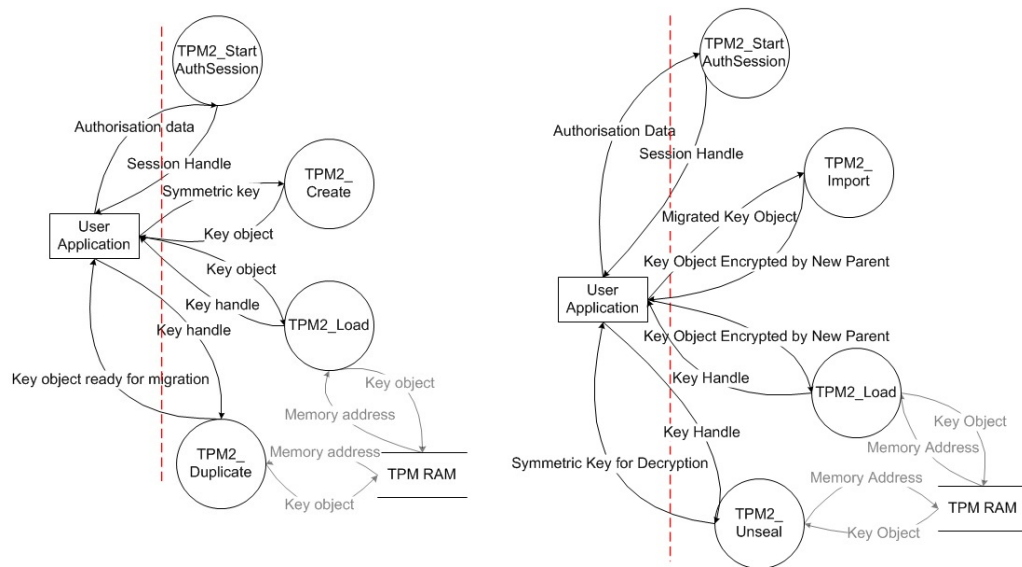 TPM2_Start
AuthSession
Authorisation data
Session Handle
Symmetric key
TPM2_
Create
User
Application
Key object
Key object
Key handle
TPM2_Load
Key handle
Key object ready for migration
Key object
Memory address
TPM2_
Duplicate
Memory address
Key object
TPM RAM
TPM2_Start
AuthSession
Authorisation Data
Session Handle
TPM2_
Import
Migrated Key Object
Key Object Encrypted by New Parent
User
Application
Key Object Encrypted by New Parent
Key Handle
TPM2_Load
Key Handle
Key Object
Memory Address
Symmetric Key for Decryption
Memory Address
TPM2_
Unseal
Key Object
TPM RAM